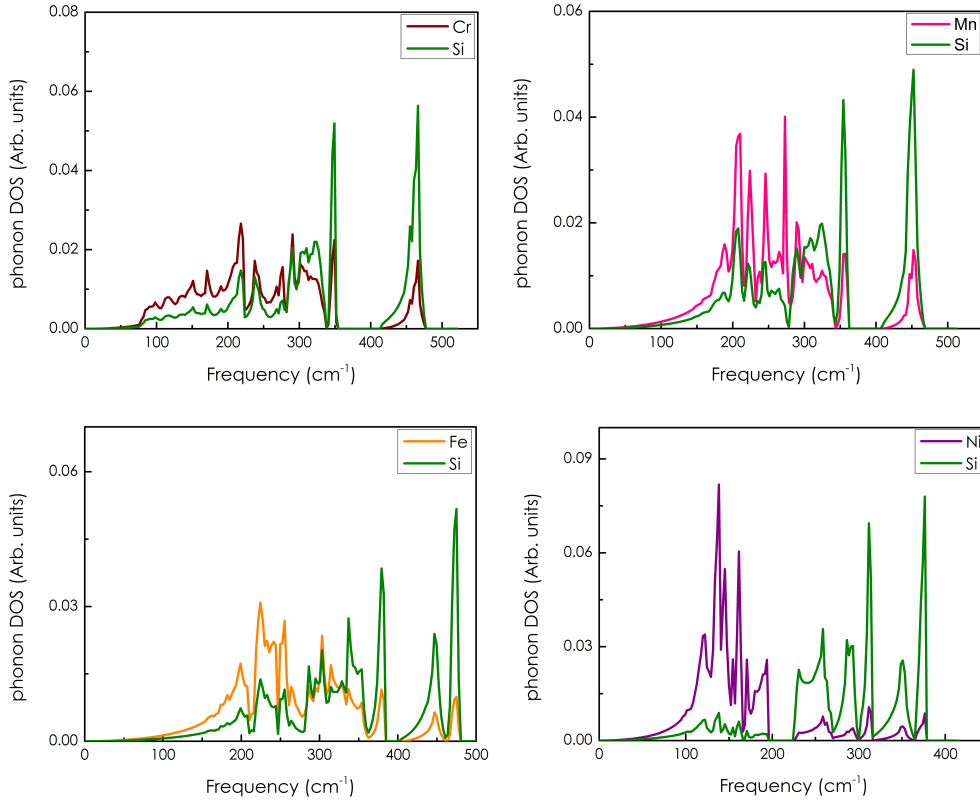 0.08
0.06
0.04
0.02
0.00
phonon DOS (Arb. units)
Cr
Si
0
100
200
300
400
500
Frequency (cm⁻¹)
0.06
0.04
0.02
0.00
phonon DOS (Arb. units)
Mn
Si
0
100
200
300
400
500
Frequency (cm⁻¹)
0.06
0.03
0.00
phonon DOS (Arb. units)
Fe
Si
0
100
200
300
400
500
Frequency (cm⁻¹)
0.09
0.06
0.03
0.00
phonon DOS (Arb. units)
Ni
Si
0
100
200
300
400
Frequency (cm⁻¹)